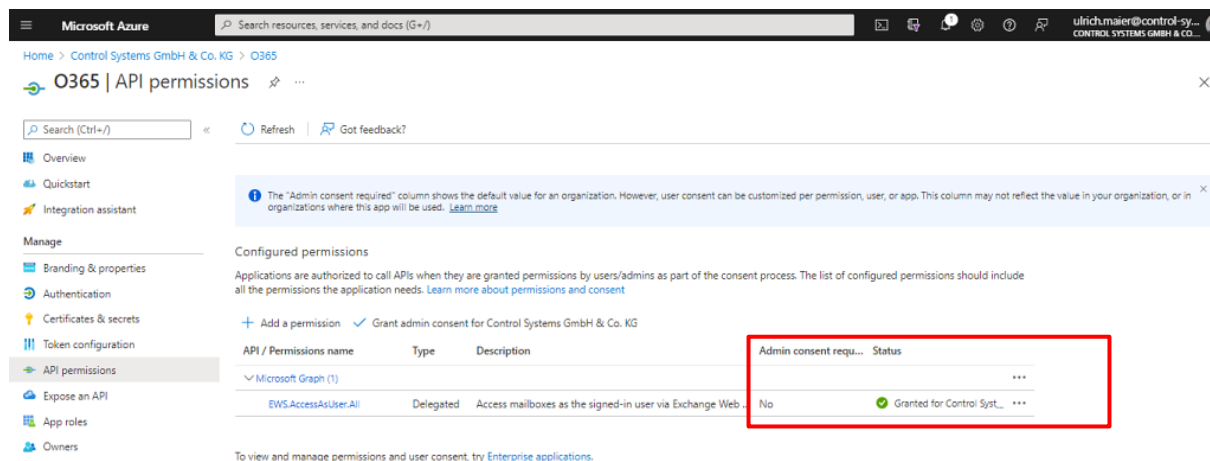 Microsoft Azure
Search resources, services, and docs (G+/)
1
ulrich.maier@control-sy...
CONTROL SYSTEMS GMBH & CO....
Home > Control Systems GmbH & Co. KG > O365
O365 | API permissions
Search (Ctrl+/)
Refresh
Got feedback?
Overview
Quickstart
Integration assistant
Manage
Branding & properties
Authentication
Certificates & secrets
Token configuration
API permissions
Expose an API
App roles
Owners
The "Admin consent required" column shows the default value for an organization. However, user consent can be customized per permission, user, or app. This column may not reflect the value in your organization, or in
organizations where this app will be used. Learn more
Configured permissions
Applications are authorized to call APIs when they are granted permissions by users/admins as part of the consent process. The list of configured permissions should include
all the permissions the application needs. Learn more about permissions and consent
Add a permission
Grant admin consent for Control Systems GmbH & Co. KG
API / Permissions name Type Description Admin consent requ... Status
Microsoft Graph (1)
EWS.AccessAsUser.All Delegated Access mailboxes as the signed-in user via Exchange Web ... No Granted for Control Syst...
To view and manage permissions and user consent, try Enterprise applications.